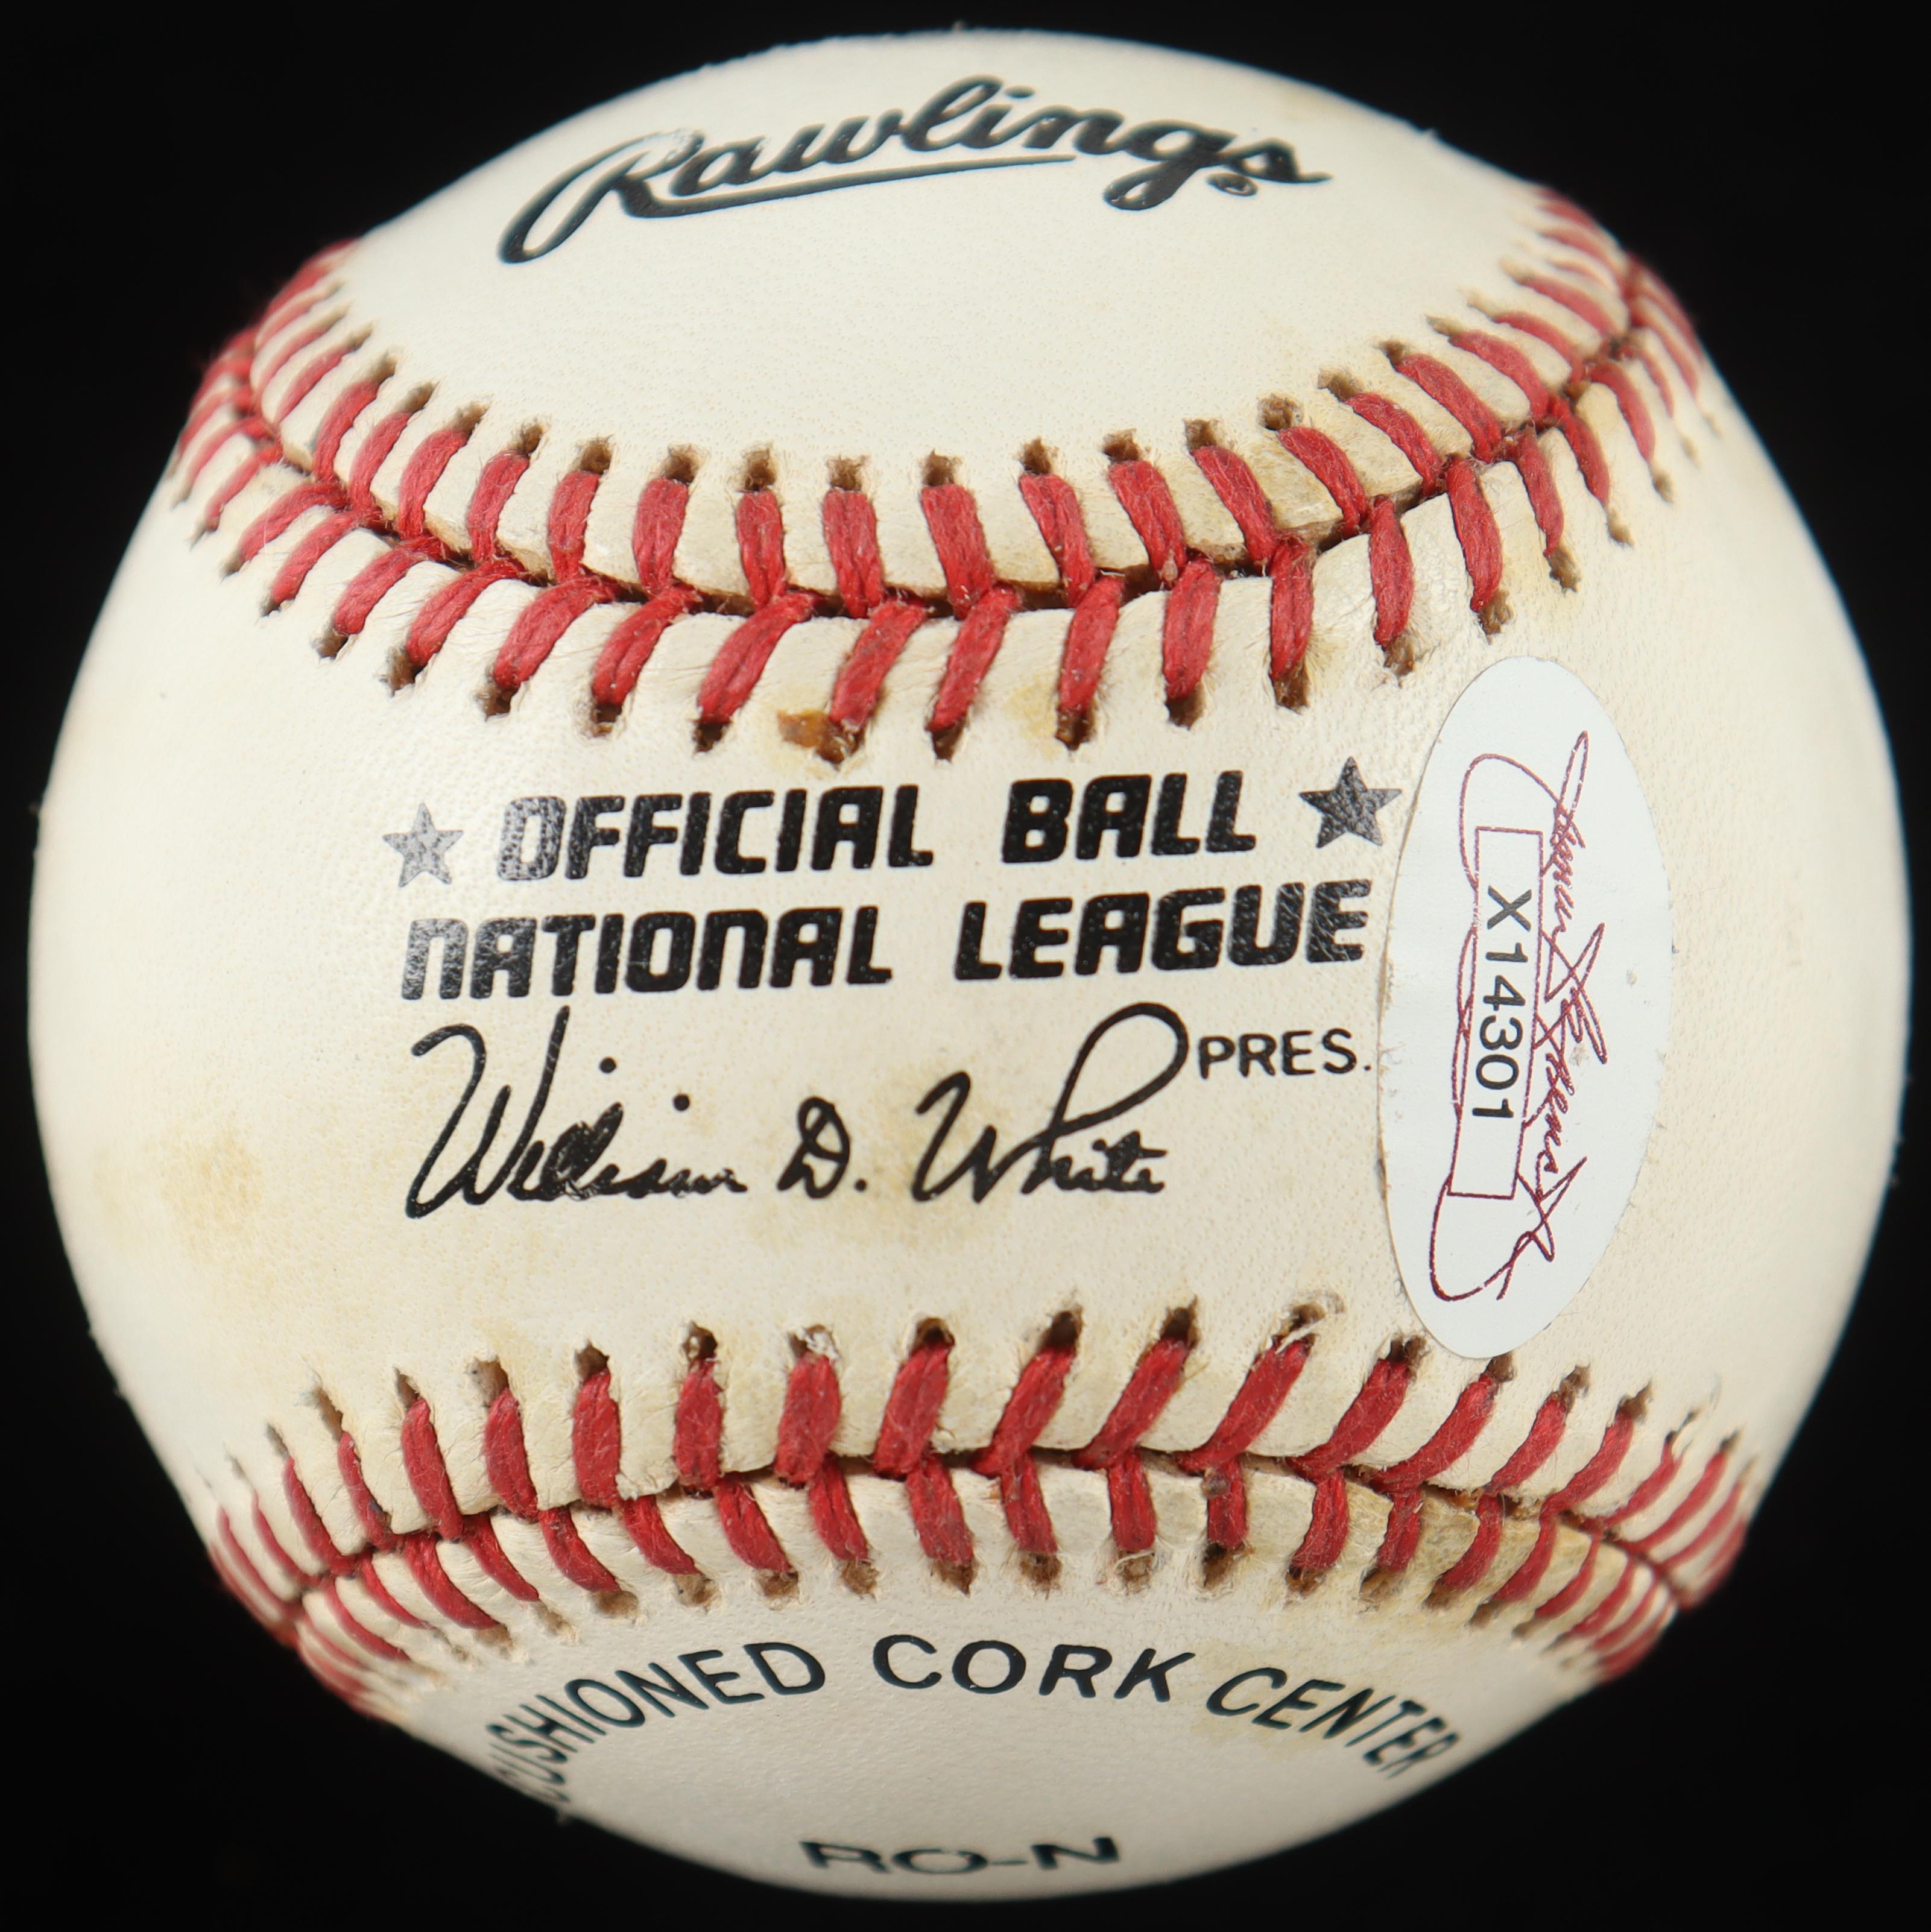 Rawlings®
★ OFFICIAL BALL ★
NATIONAL LEAGUE
William D. White PRES.
X14301
CUSHIONED CORK CENTER
RO-N